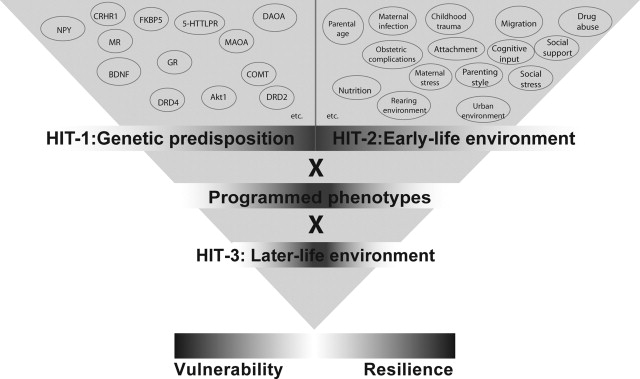 NPY
CRHR1
FKBP5
5-HTTLPR
DAOA
MR
MAOA
BDNF
GR
COMT
DRD4
Akt1
DRD2
etc.
Parental
age
Maternal
infection
Childhood
trauma
Migration
Drug
abuse
Obstetric
complications
Attachment
Cognitive
input
Social
support
Maternal
stress
Parenting
style
Social
stress
Nutrition
Rearing
environment
Urban
environment
etc.
HIT-1:Genetic predisposition
HIT-2:Early-life environment
X
Programmed phenotypes
X
HIT-3: Later-life environment
Vulnerability
Resilience